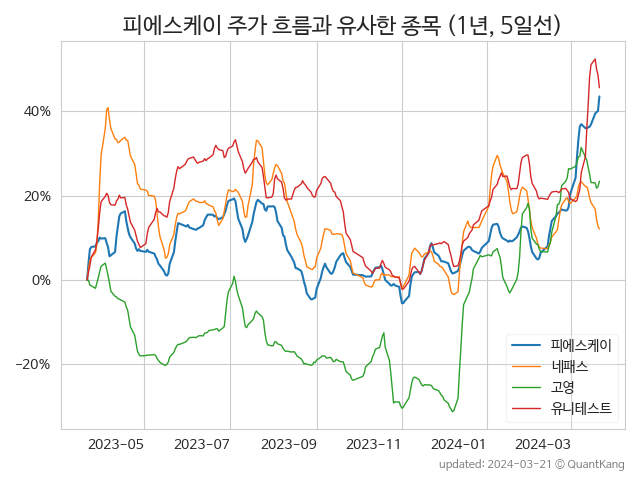 피에스케이 주가 흐름과 유사한 종목 (1년, 5일선)
40%
20%
0%
−20%
피에스케이
네패스
고영
유니테스트
2023-05 2023-07 2023-09 2023-11 2024-01 2024-03
updated: 2024-03-21 © QuantKang